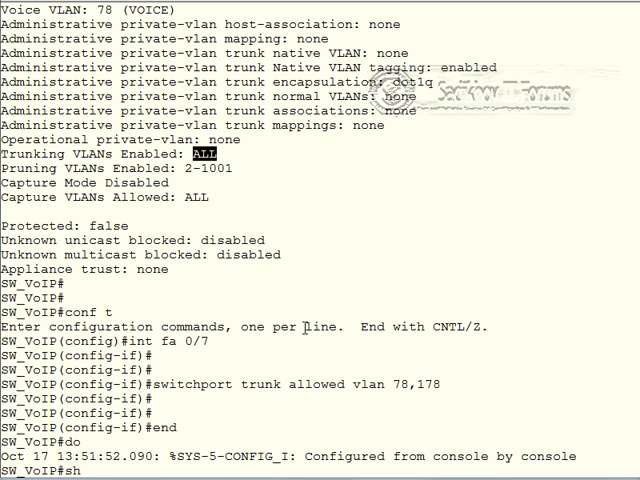 Voice VLAN: 78 (VOICE)
Administrative private-vlan host-association: none
Administrative private-vlan mapping: none
Administrative private-vlan trunk native VLAN: none
Administrative private-vlan trunk Native VLAN tagging: enabled
Administrative private-vlan trunk encapsulation: dot1q
Administrative private-vlan trunk normal VLANs: none
Administrative private-vlan trunk associations: none
Administrative private-vlan trunk mappings: none
Operational private-vlan: none
Trunking VLANs Enabled: ALL
Pruning VLANs Enabled: 2-1001
Capture Mode Disabled
Capture VLANs Allowed: ALL
Protected: false
Unknown unicast blocked: disabled
Unknown multicast blocked: disabled
Appliance trust: none
SW_VoIP#
SW_VoIP#
SW_VoIP#conf t
Enter configuration commands, one per line.  End with CNTL/Z.
SW_VoIP(config)#int fa 0/7
SW_VoIP(config-if)#
SW_VoIP(config-if)#
SW_VoIP(config-if)#switchport trunk allowed vlan 78,178
SW_VoIP(config-if)#
SW_VoIP(config-if)#
SW_VoIP(config-if)#end
SW_VoIP#do
Oct 17 13:51:52.090: %SYS-5-CONFIG_I: Configured from console by console
SW_VoIP#sh